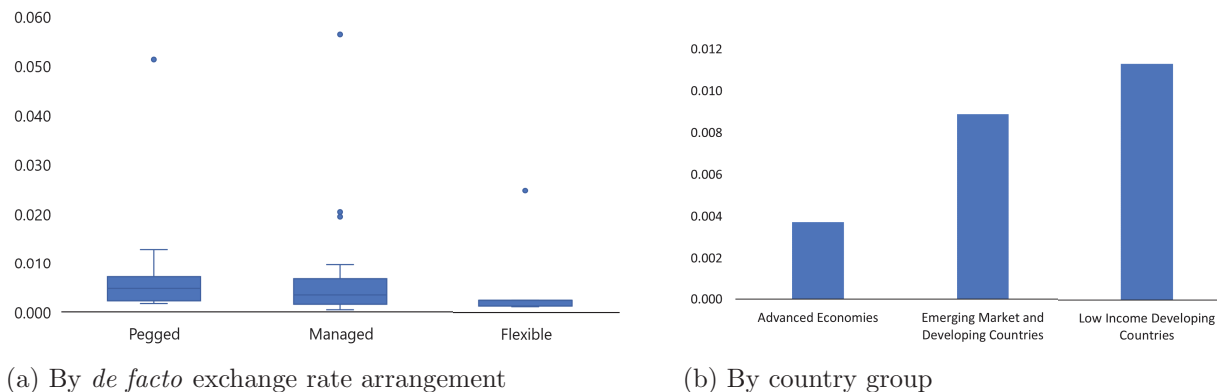 0.060
0.050
0.040
0.030
0.020
0.010
0.000
Pegged Managed Flexible
(a) By de facto exchange rate arrangement
0.012
0.010
0.008
0.006
0.004
0.002
0.000
Advanced Economies
Emerging Market and
Developing Countries
Low Income Developing
Countries
(b) By country group